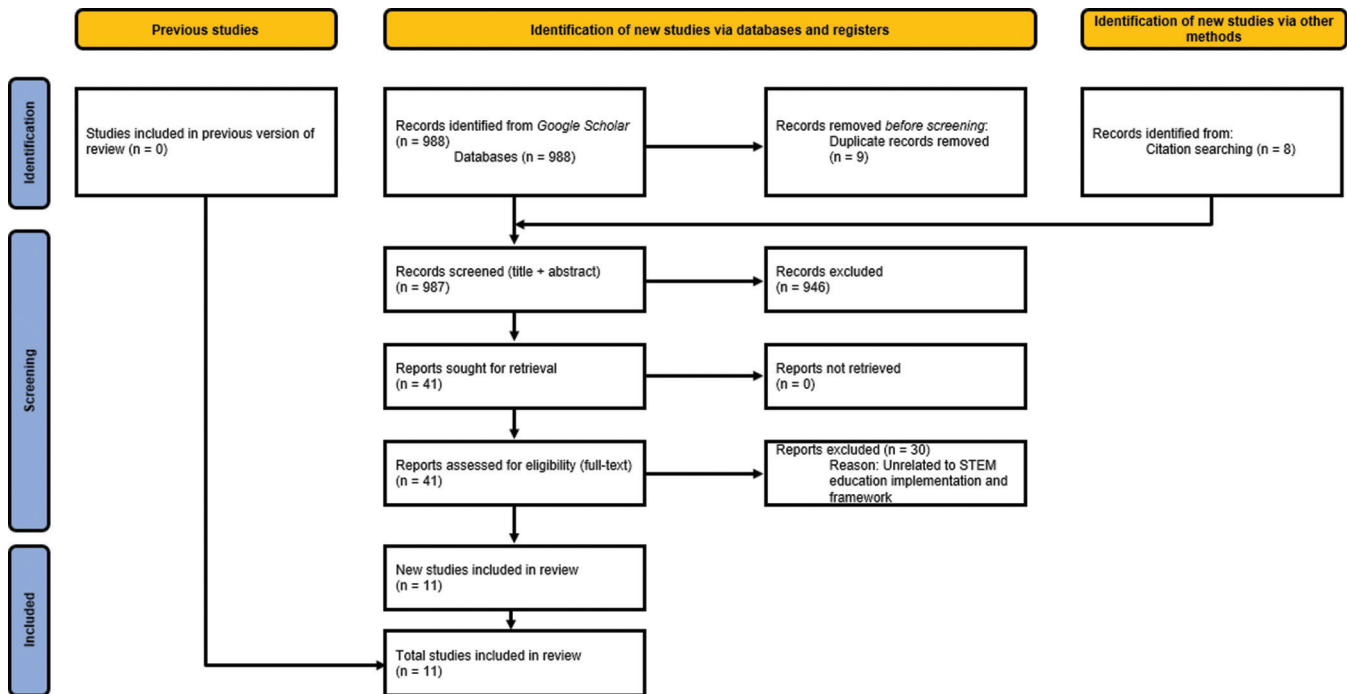 Previous studies
Identification of new studies via databases and registers
Identification of new studies via other
methods
Identification
Studies included in previous version of
review (n = 0)
Records identified from Google Scholar
(n = 988)
Databases (n = 988)
Records removed before screening:
Duplicate records removed
(n = 9)
Records identified from:
Citation searching (n = 8)
Screening
Records screened (title + abstract)
(n = 987)
Records excluded
(n = 946)
Reports sought for retrieval
(n = 41)
Reports not retrieved
(n = 0)
Reports assessed for eligibility (full-text)
(n = 41)
Reports excluded (n = 30)
Reason: Unrelated to STEM
education implementation and
framework
Included
New studies included in review
(n = 11)
Total studies included in review
(n = 11)